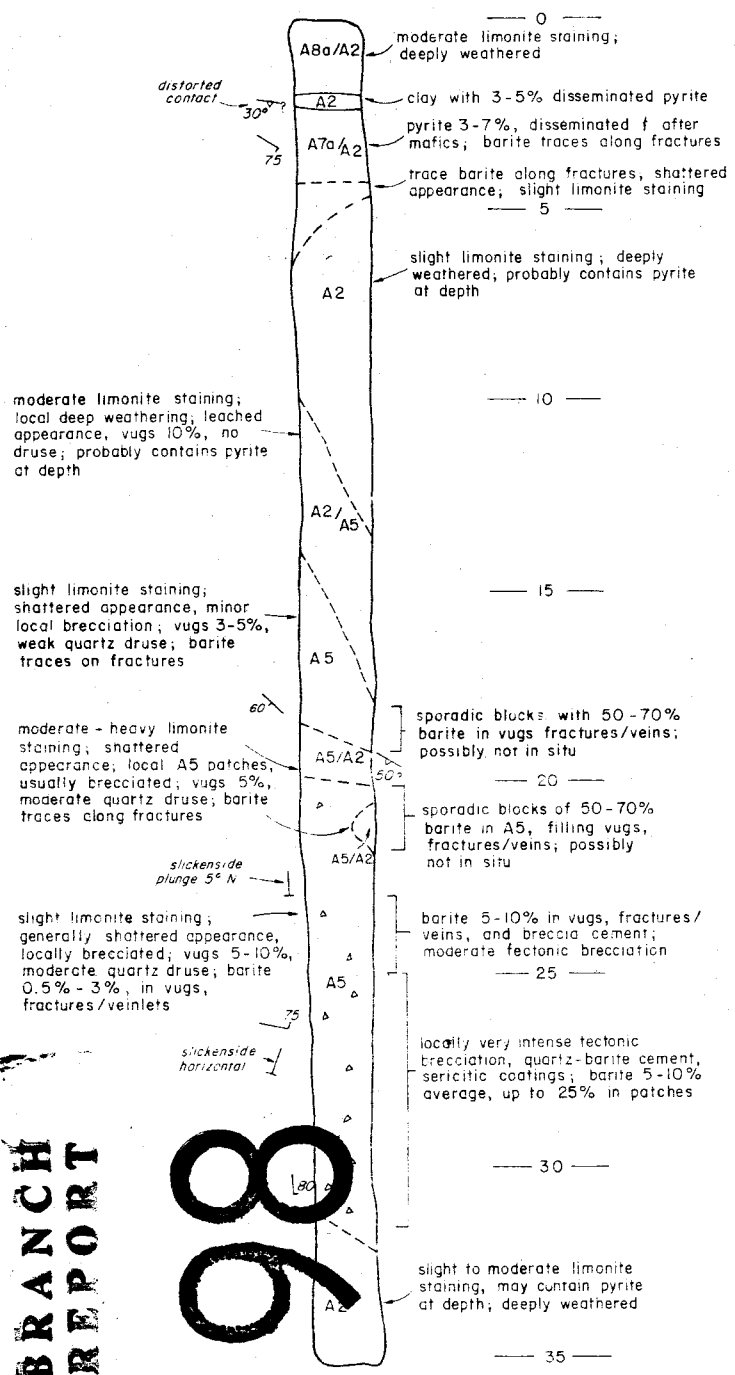 0
A8a/A2
moderate limonite staining;
deeply weathered
distorted
contact
30°
?
A2
clay with 3-5% disseminated pyrite
75
A7a/A2
pyrite 3-7%, disseminated & after
mafics; barite traces along fractures
trace barite along fractures, shattered
appearance; slight limonite staining
5
slight limonite staining; deeply
weathered; probably contains pyrite
at depth
A2
10
moderate limonite staining;
local deep weathering; leached
appearance, vugs 10%, no
druse; probably contains pyrite
at depth
A2/A5
15
slight limonite staining;
shattered appearance, minor
local brecciation; vugs 3-5%,
weak quartz druse; barite
traces on fractures
A5
60
sporadic blocks with 50-70%
barite in vugs fractures/veins;
possibly not in situ
moderate - heavy limonite
staining; shattered
appearance; local A5 patches,
usually brecciated; vugs 5%,
moderate quartz druse; barite
traces along fractures
A5/A2
50°
20
sporadic blocks of 50-70%
barite in A5, filling vugs,
fractures/veins; possibly
not in situ
A5/A2
slickenside
plunge 5° N
slight limonite staining;
generally shattered appearance,
locally brecciated; vugs 5-10%,
moderate quartz druse; barite
0.5% - 3%, in vugs,
fractures/veinlets
barite 5-10% in vugs, fractures/
veins, and breccia cement;
moderate tectonic brecciation
25
A5
75
slickenside
horizontal
locally very intense tectonic
brecciation, quartz-barite cement,
sericitic coatings; barite 5-10%
average, up to 25% in patches
30
80
98
BRANCH
REPORT
slight to moderate limonite
staining, may contain pyrite
at depth; deeply weathered
A2
35